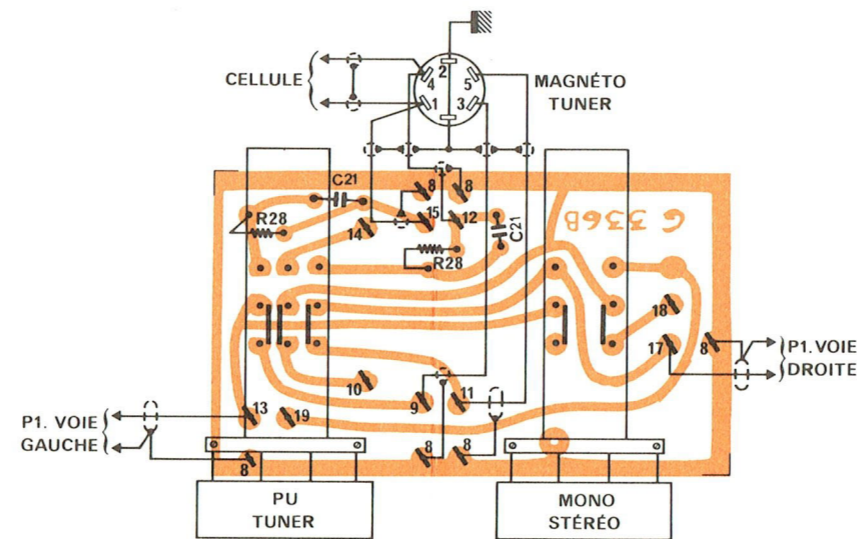 CELLULE
2
4
5
1
3
MAGNÉTO
TUNER
C21
8
8
R28
14
15
12
C21
G 336B
R28
18
17
8
P1. VOIE
DROITE
10
9
11
13
19
P1. VOIE
GAUCHE
8
8
8
PU
TUNER
MONO
STÉRÉO